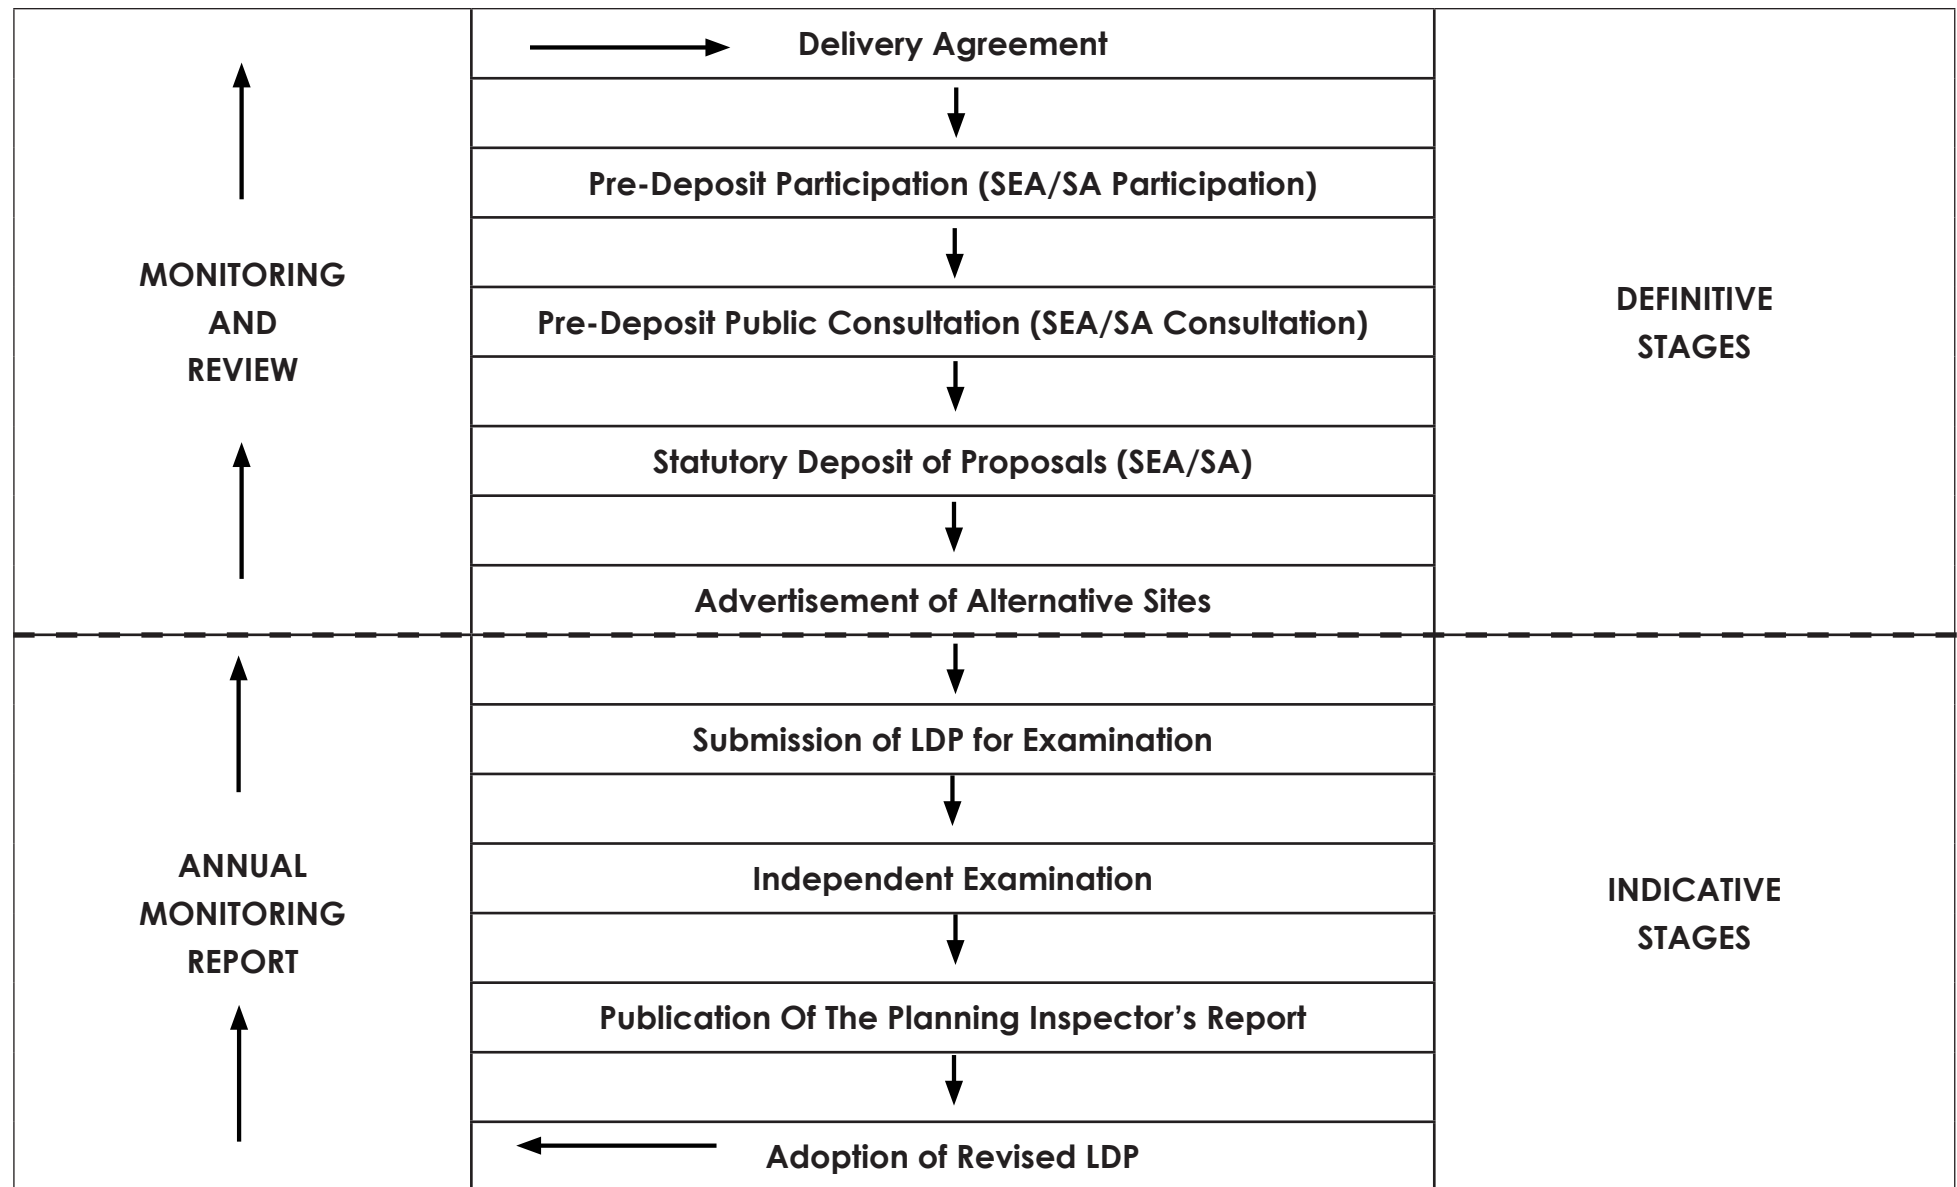 Delivery Agreement
Pre-Deposit Participation (SEA/SA Participation)
MONITORING
AND
REVIEW
Pre-Deposit Public Consultation (SEA/SA Consultation)
DEFINITIVE
STAGES
Statutory Deposit of Proposals (SEA/SA)
Advertisement of Alternative Sites
Submission of LDP for Examination
ANNUAL
MONITORING
REPORT
Independent Examination
INDICATIVE
STAGES
Publication Of The Planning Inspector’s Report
Adoption of Revised LDP